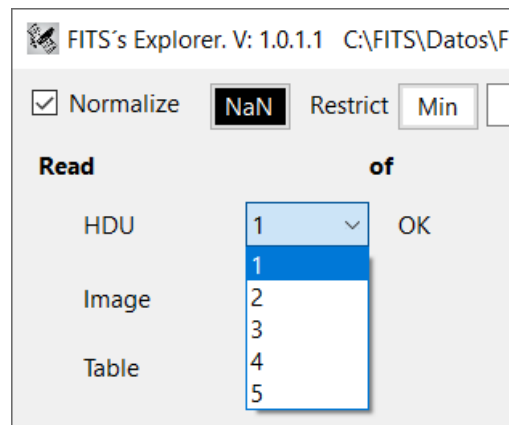 FITS´s Explorer. V: 1.0.1.1 C:\FITS\Datos\F
Normalize NaN Restrict Min
Read of
HDU 1 OK
1
Image 2
3
Table 4
5